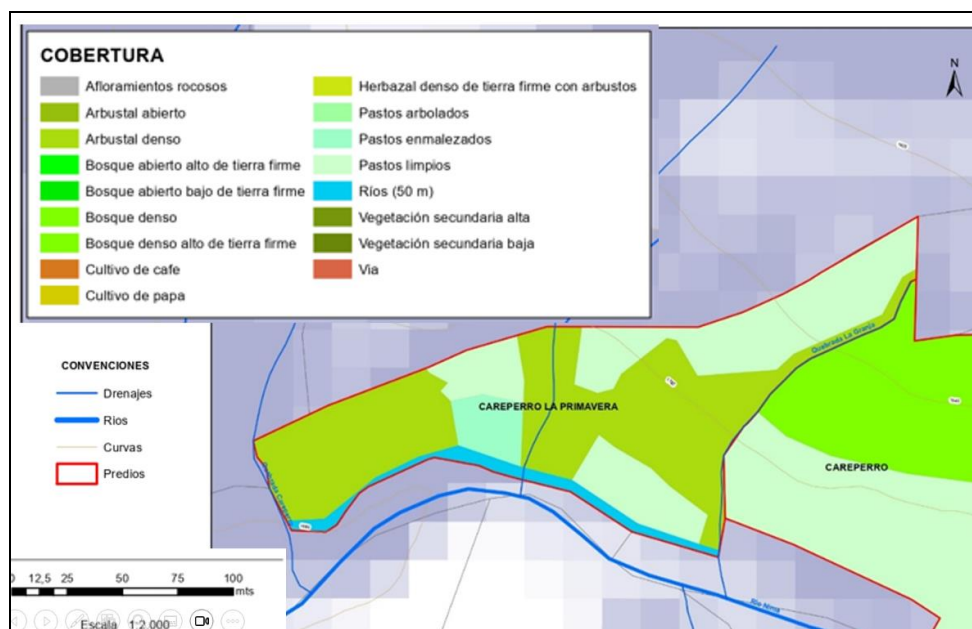 COBERTURA
Afloramientos rocosos
Arbustal abierto
Arbustal denso
Bosque abierto alto de tierra firme
Bosque abierto bajo de tierra firme
Bosque denso
Bosque denso alto de tierra firme
Cultivo de cafe
Cultivo de papa
Herbazal denso de tierra firme con arbustos
Pastos arbolados
Pastos enmalezados
Pastos limpios
Ríos (50 m)
Vegetación secundaria alta
Vegetación secundaria baja
Via
N
CONVENCIONES
Drenajes
Rios
Curvas
Predios
Quebrada La Granja
CAREPERRO LA PRIMAVERA
CAREPERRO
Rio Nima
0 12,5 25 50 75 100
mts
Escala 1:2.000